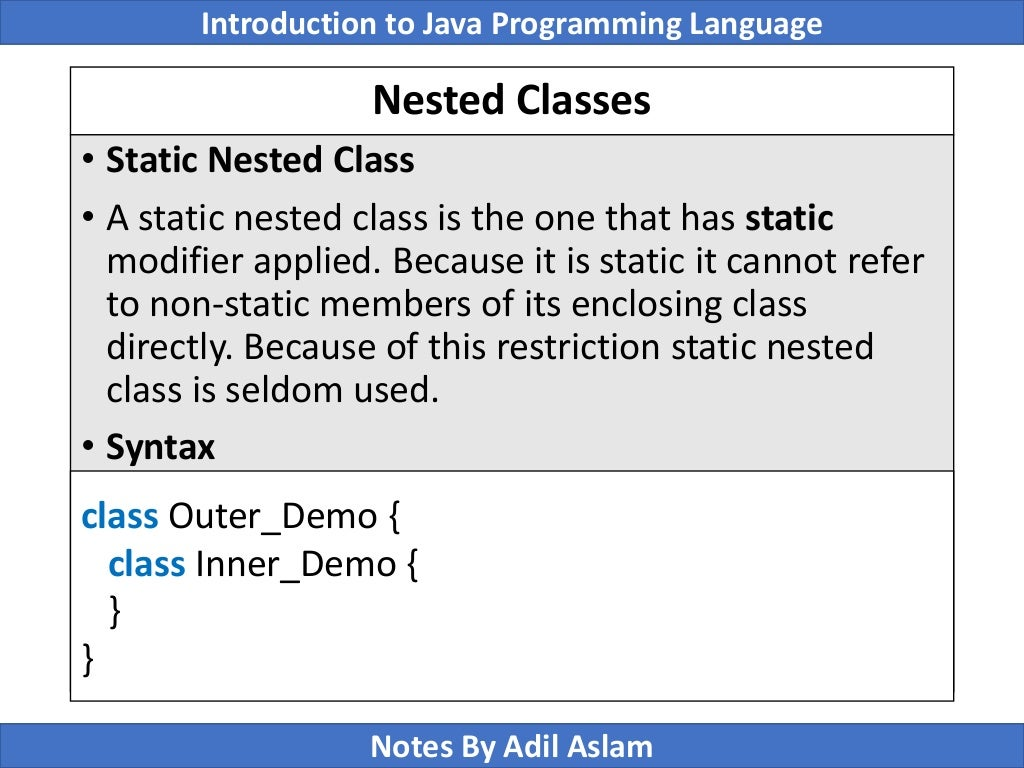 Introduction to Java Programming Language
Nested Classes
• Static Nested Class
• A static nested class is the one that has static
modifier applied. Because it is static it cannot refer
to non-static members of its enclosing class
directly. Because of this restriction static nested
class is seldom used.
• Syntax
class Outer_Demo {
class Inner_Demo {
}
}
Notes By Adil Aslam